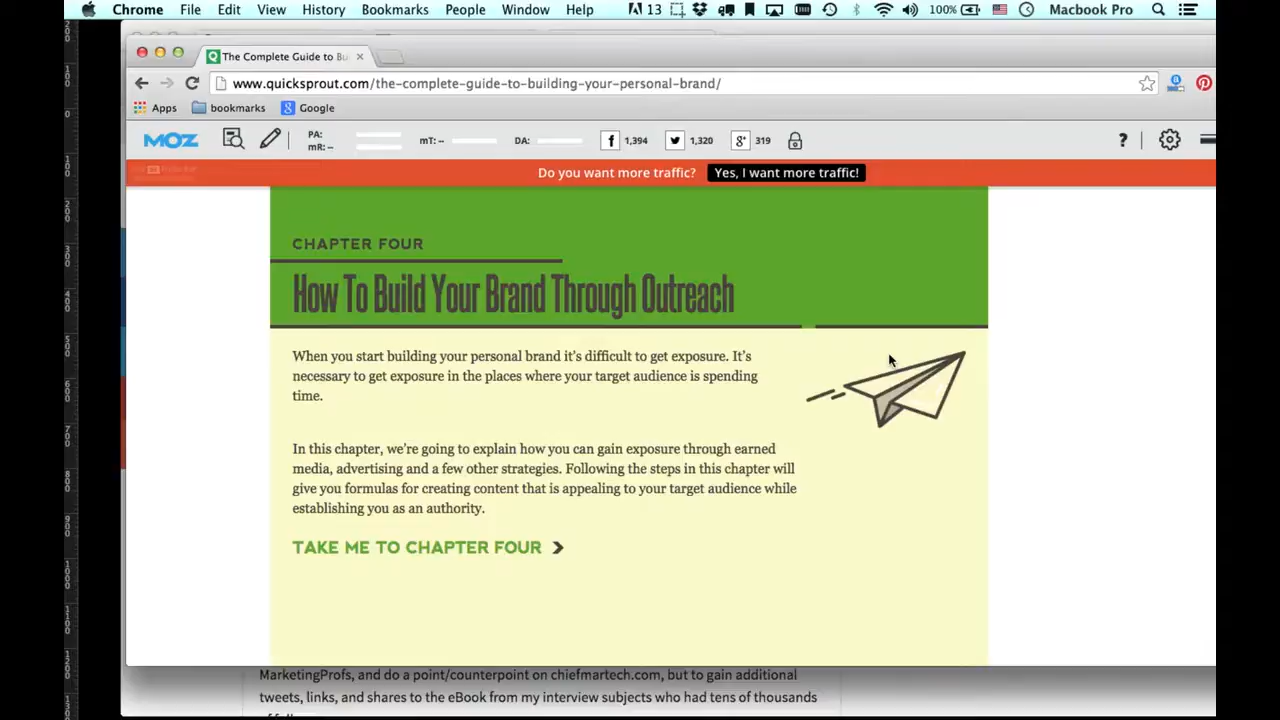 Chrome File Edit View History Bookmarks People Window Help 13 100% Macbook Pro
The Complete Guide to Bu
www.quicksprout.com/the-complete-guide-to-building-your-personal-brand/
Apps bookmarks Google
MOZ PA: mR: -- mT: -- DA: 1,394 1,320 319 ?
Do you want more traffic? Yes, I want more traffic!
CHAPTER FOUR
How To Build Your Brand Through Outreach
When you start building your personal brand it's difficult to get exposure. It's
necessary to get exposure in the places where your target audience is spending
time.
In this chapter, we're going to explain how you can gain exposure through earned
media, advertising and a few other strategies. Following the steps in this chapter will
give you formulas for creating content that is appealing to your target audience while
establishing you as an authority.
TAKE ME TO CHAPTER FOUR
MarketingProfs, and do a point/counterpoint on chiefmartech.com, but to gain additional
tweets, links, and shares to the eBook from my interview subjects who had tens of thousands